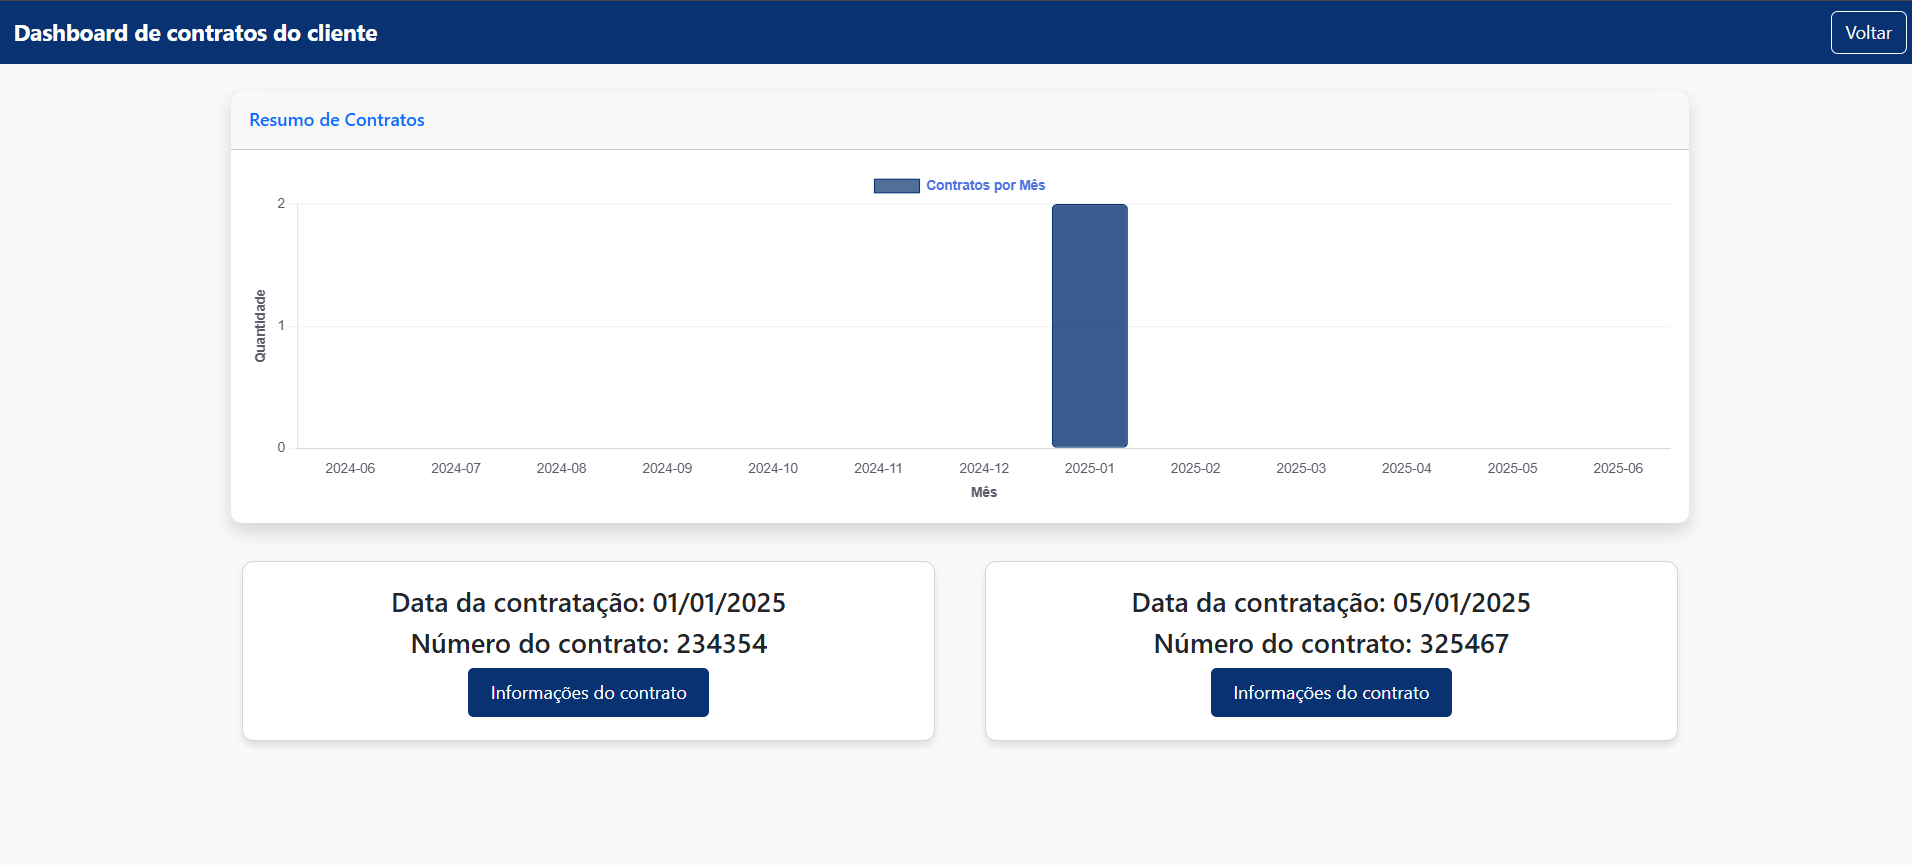 Dashboard de contratos do cliente
Voltar
Resumo de Contratos
Contratos por Mês
2
1
0
Quantidade
2024-06 2024-07 2024-08 2024-09 2024-10 2024-11 2024-12 2025-01 2025-02 2025-03 2025-04 2025-05 2025-06
Mês
Data da contratação: 01/01/2025
Número do contrato: 234354
Informações do contrato
Data da contratação: 05/01/2025
Número do contrato: 325467
Informações do contrato